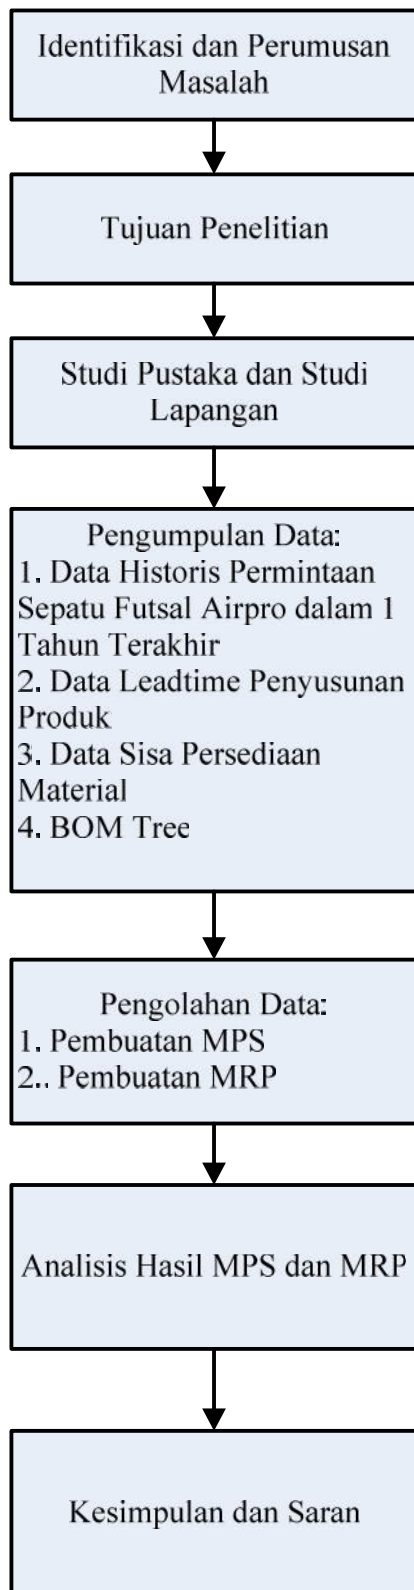 Identifikasi dan Perumusan
Masalah
Tujuan Penelitian
Studi Pustaka dan Studi
Lapangan
Pengumpulan Data:
1. Data Historis Permintaan
Sepatu Futsal Airpro dalam 1
Tahun Terakhir
2. Data Leadtime Penyusunan
Produk
3. Data Sisa Persediaan
Material
4. BOM Tree
Pengolahan Data:
1. Pembuatan MPS
2.. Pembuatan MRP
Analisis Hasil MPS dan MRP
Kesimpulan dan Saran